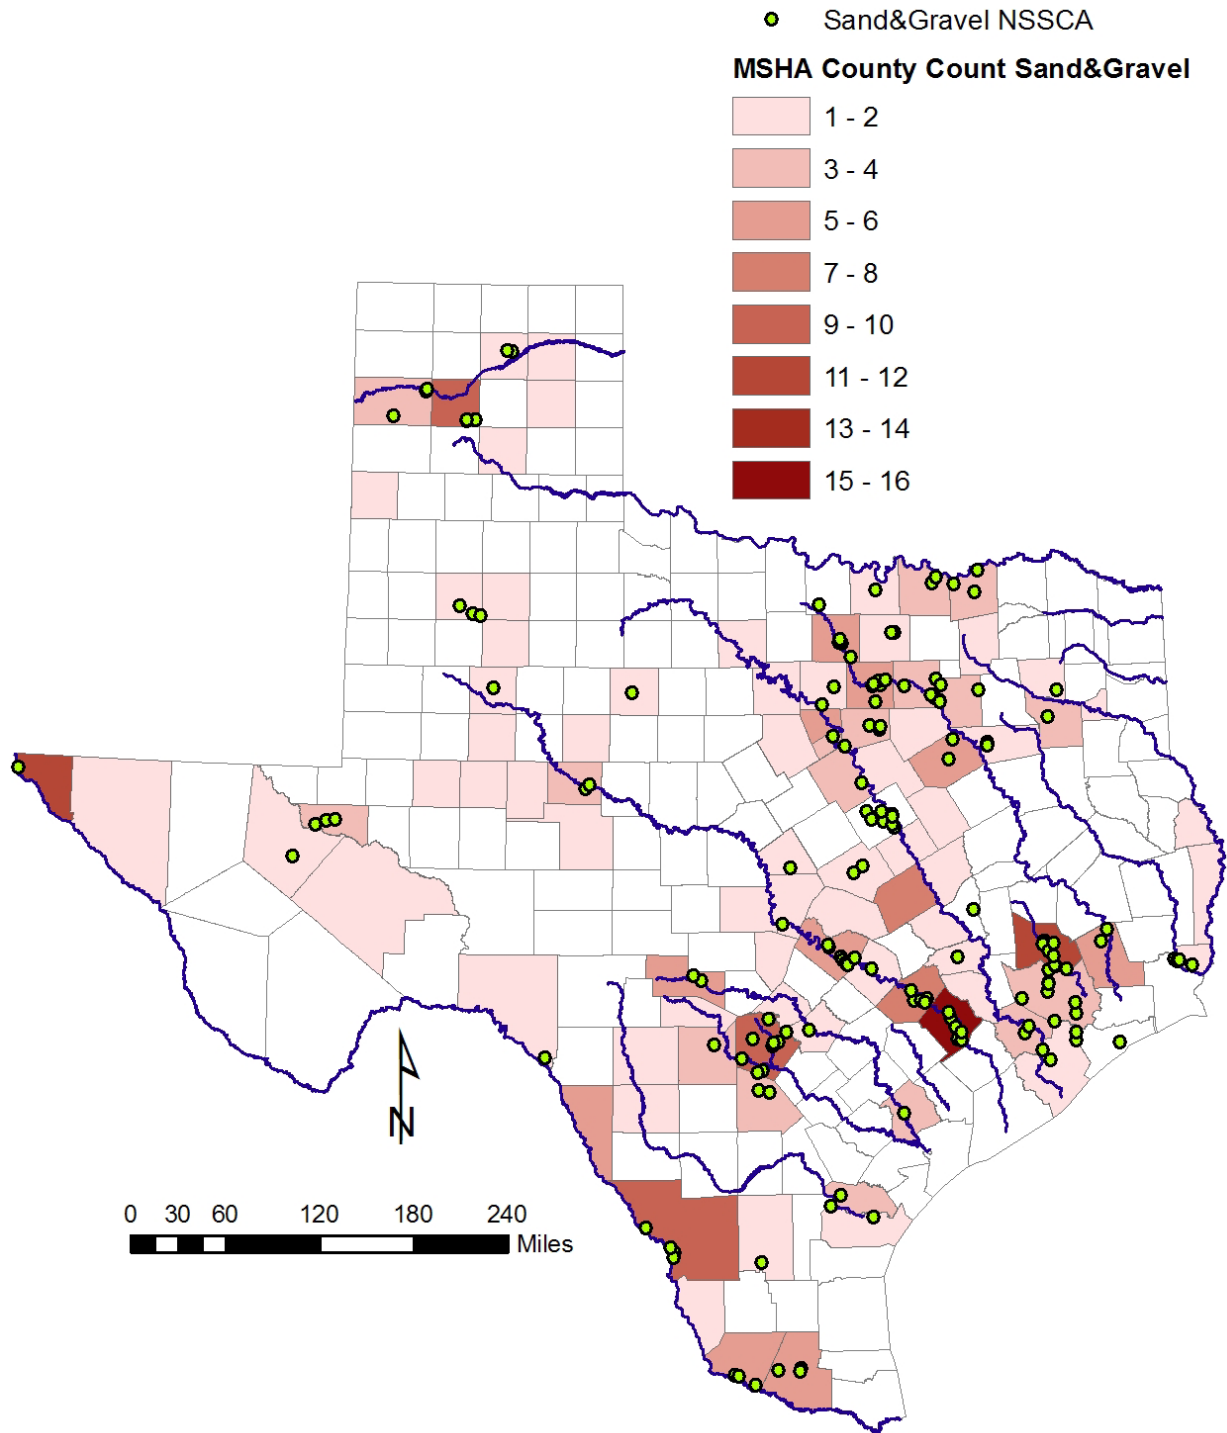 Sand&Gravel NSSCA
MSHA County Count Sand&Gravel
1 - 2
3 - 4
5 - 6
7 - 8
9 - 10
11 - 12
13 - 14
15 - 16
N
0 30 60 120 180 240
Miles